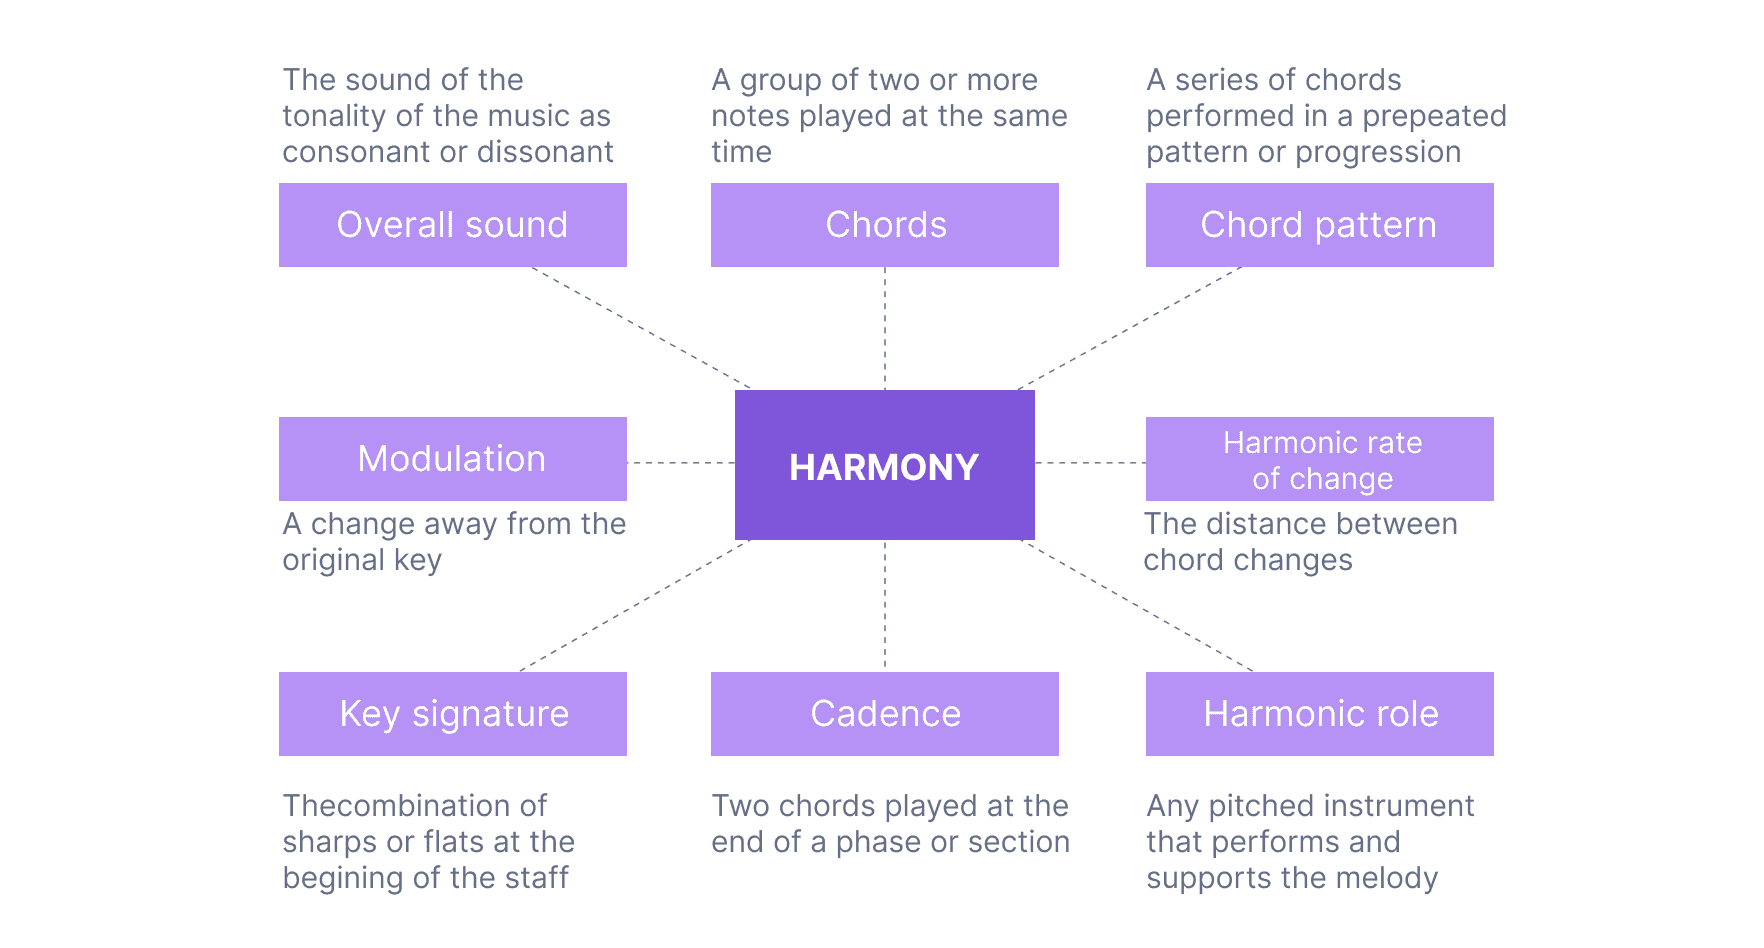 The sound of the
tonality of the music as
consonant or dissonant
Overall sound
A group of two or more
notes played at the same
time
Chords
A series of chords
performed in a prepeated
pattern or progression
Chord pattern
Modulation
A change away from the
original key
HARMONY
Harmonic rate
of change
The distance between
chord changes
Key signature
Thecombination of
sharps or flats at the
begining of the staff
Cadence
Two chords played at the
end of a phase or section
Harmonic role
Any pitched instrument
that performs and
supports the melody